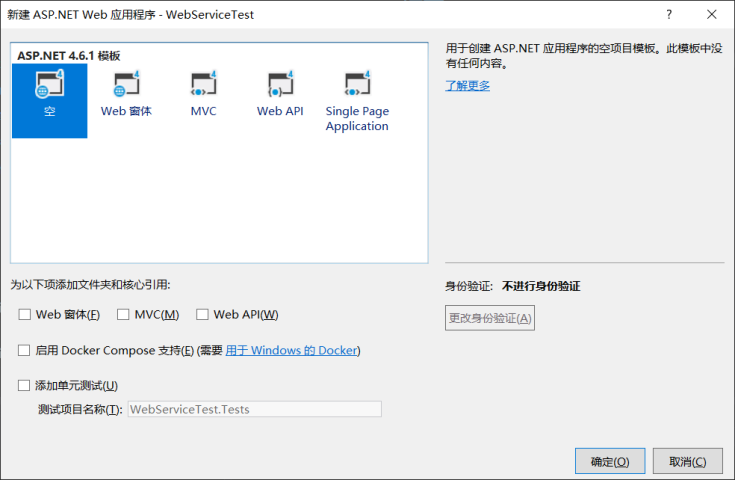 新建 ASP.NET Web 应用程序 - WebServiceTest
?
ASP.NET 4.6.1 模板
4 4 4 4 4
空 Web 窗体 MVC Web API Single Page
Application
用于创建 ASP.NET 应用程序的空项目模板。此模板中没
有任何内容。
了解更多
为以下项添加文件夹和核心引用:
Web 窗体(F) MVC(M) Web API(W)
启用 Docker Compose 支持(E) (需要 用于 Windows 的 Docker)
添加单元测试(U)
测试项目名称(T): WebServiceTest.Tests
身份验证: 不进行身份验证
更改身份验证(A)
确定(O) 取消(C)